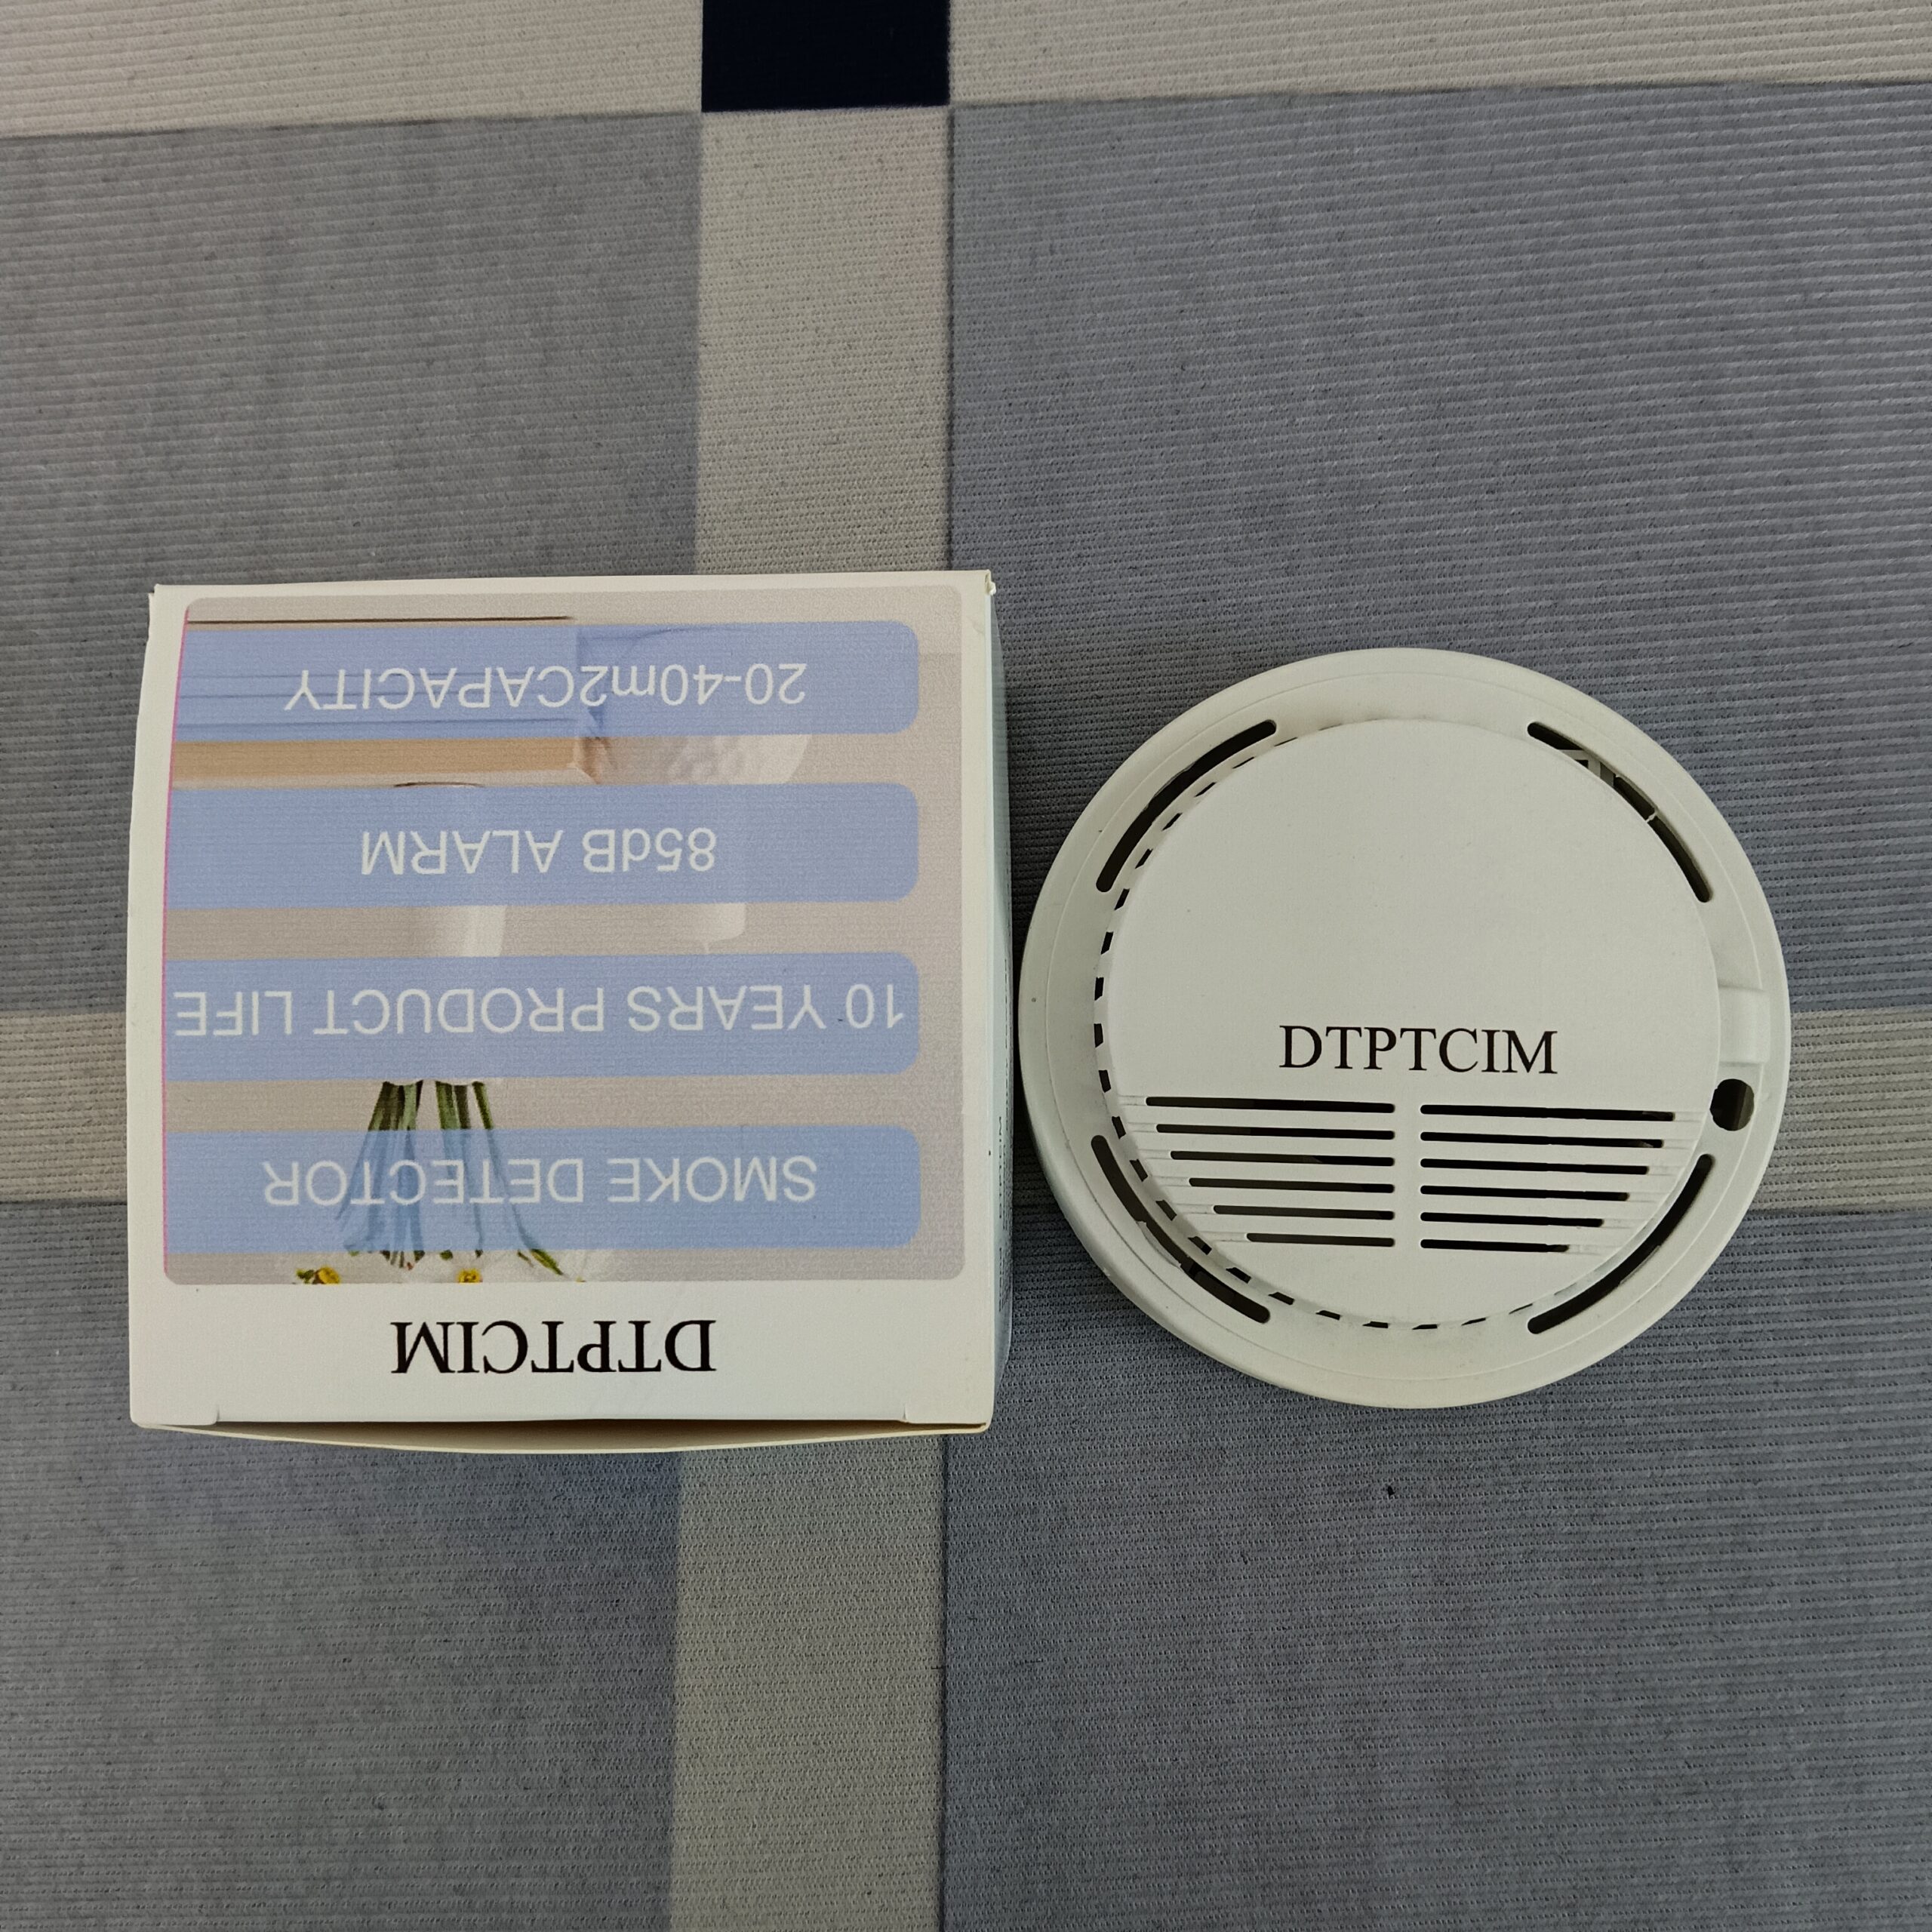 DTPTCIM
SMOKE DETECTOR
10 YEARS PRODUCT LIFE
85dB ALARM
20-40m2CAPACITY
DTPTCIM